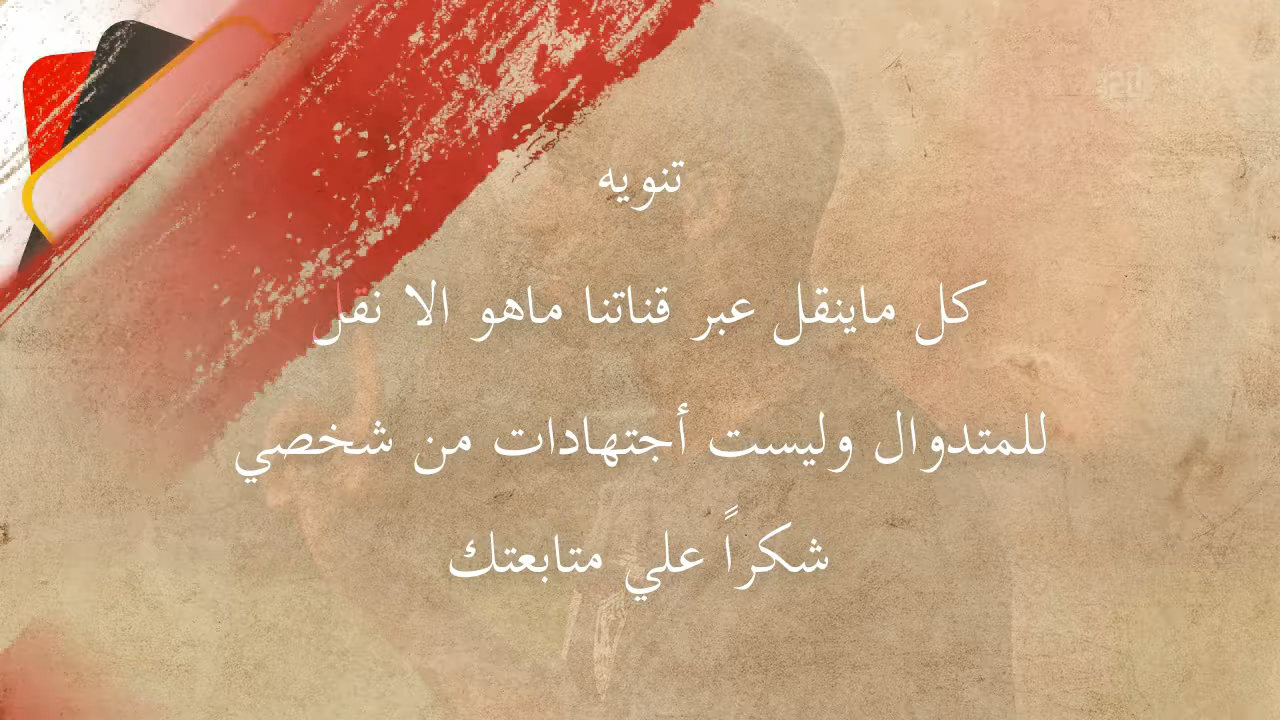 تنويه
كل ماينقل عبر قناتنا ماهو الا نقل
للمتدوال وليست أجتهادات من شخصي
شكراً علي متابعتك